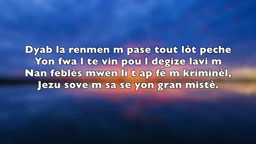 Dyab la renmen m pase tout lòt peche
Yon fwa l te vin pou l degize lavi m
Nan feblès mwen li t ap fè m kriminèl,
Jezu sove m sa se yon gran mistè.